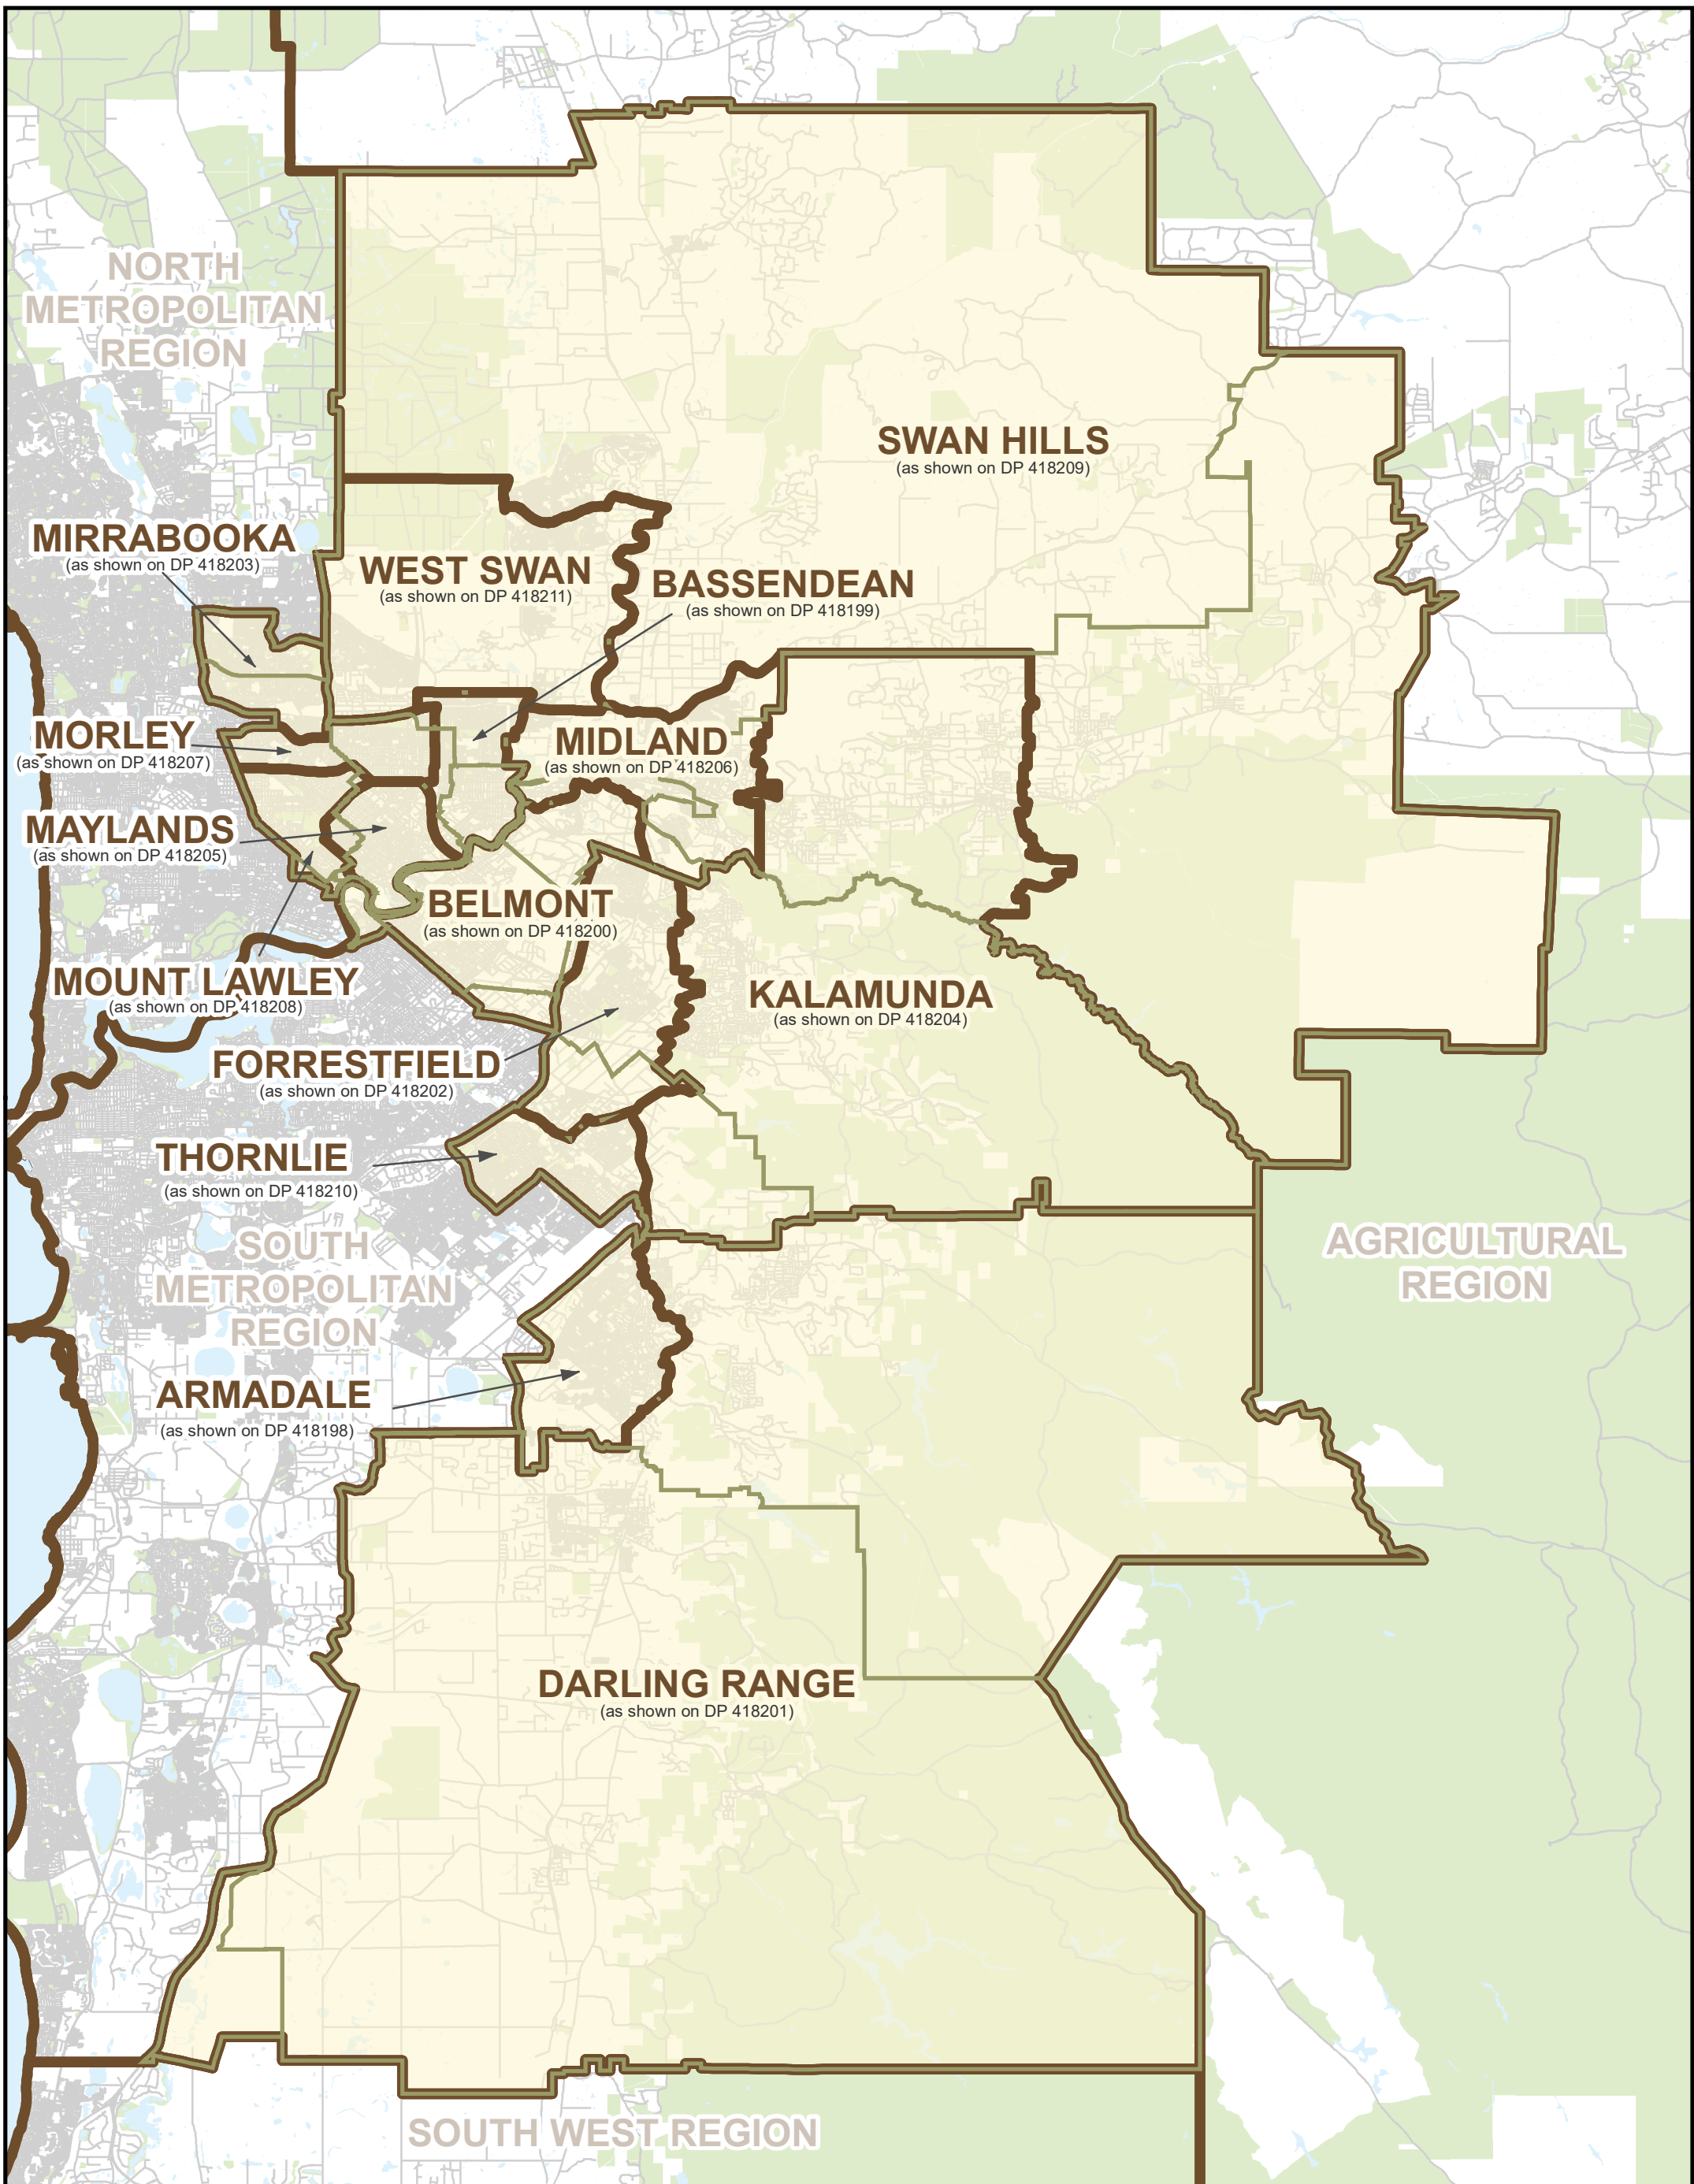 NORTH
METROPOLITAN
REGION
SWAN HILLS
(as shown on DP 418209)
MIRRABOOKA
(as shown on DP 418203)
WEST SWAN
(as shown on DP 418211)
BASSENDEAN
(as shown on DP 418199)
MORLEY
(as shown on DP 418207)
MIDLAND
(as shown on DP 418206)
MAYLANDS
(as shown on DP 418205)
BELMONT
(as shown on DP 418200)
MOUNT LAWLEY
(as shown on DP 418208)
KALAMUNDA
(as shown on DP 418204)
FORRESTFIELD
(as shown on DP 418202)
THORNLIE
(as shown on DP 418210)
SOUTH
METROPOLITAN
REGION
AGRICULTURAL
REGION
ARMADALE
(as shown on DP 418198)
DARLING RANGE
(as shown on DP 418201)
SOUTH WEST REGION